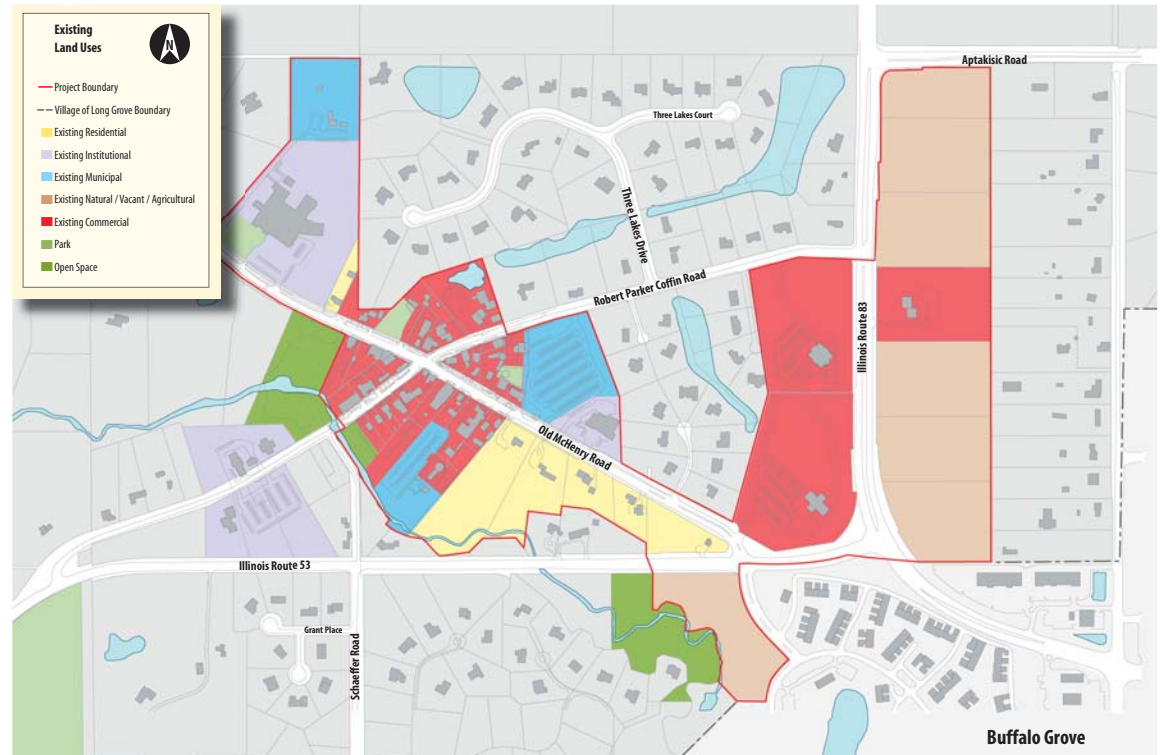 Existing
Land Uses
N
Project Boundary
Village of Long Grove Boundary
Existing Residential
Existing Institutional
Existing Municipal
Existing Natural / Vacant / Agricultural
Existing Commercial
Park
Open Space
Aptakisic Road
Three Lakes Court
Three Lakes Drive
Robert Parker Coffin Road
Illinois Route 83
Old McHenry Road
Illinois Route 53
Grant Place
Schaeffer Road
Buffalo Grove